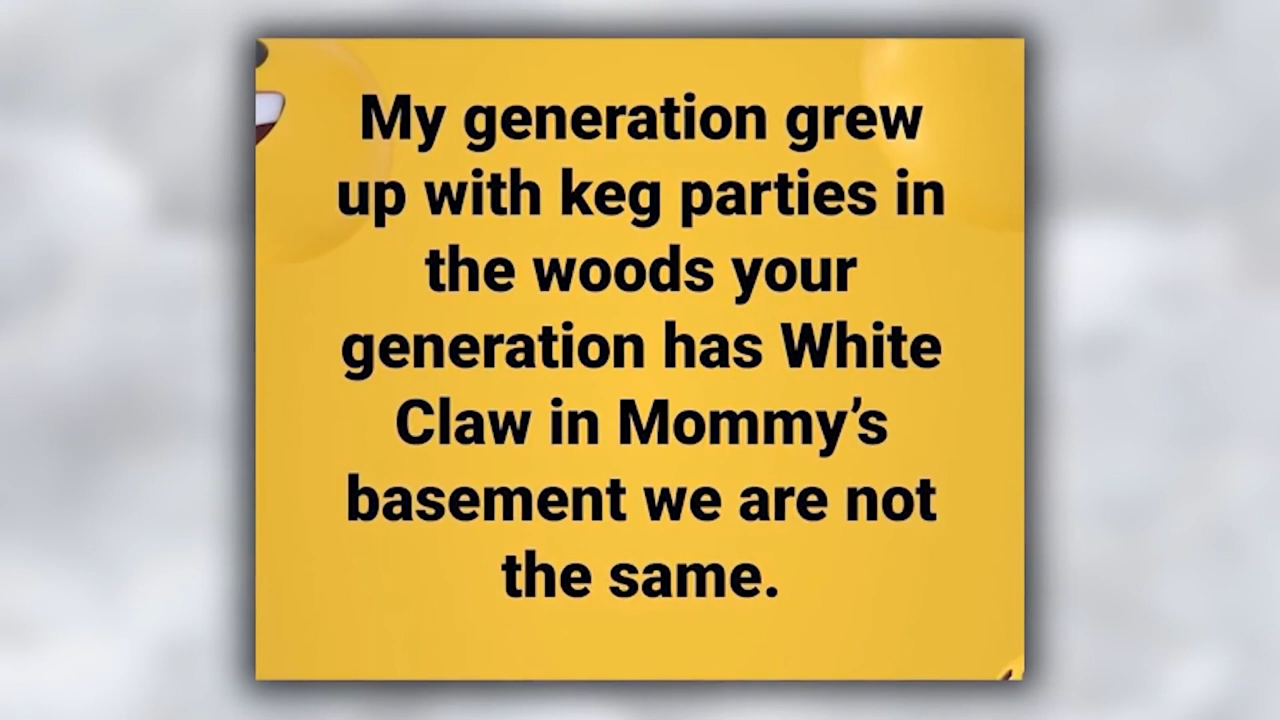 My generation grew
up with keg parties in
the woods your
generation has White
Claw in Mommy’s
basement we are not
the same.